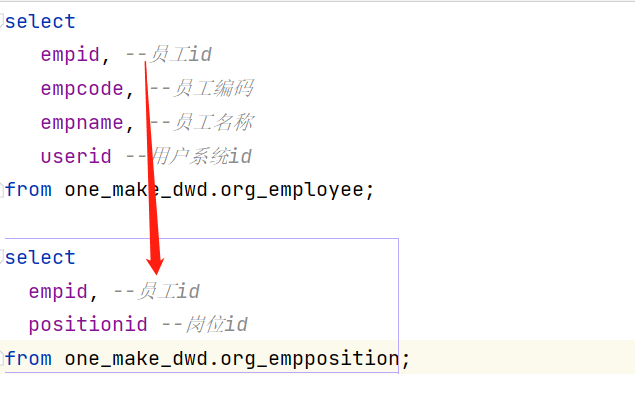 select
empid, --员工id
empcode, --员工编码
empname, --员工名称
userid --用户系统id
from one_make_dwd.org_employee;
select
empid, --员工id
positionid --岗位id
from one_make_dwd.org_empposition;